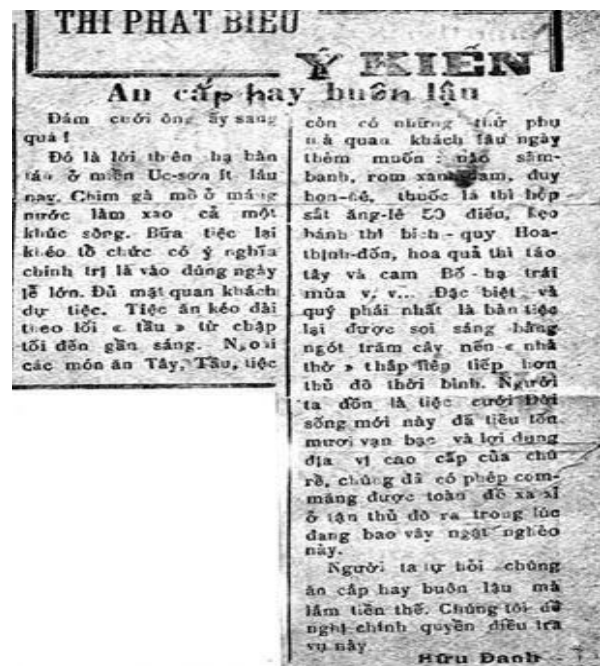 THI PHÁT BIỂU
Ý KIẾN
Ăn cắp hay buôn lậu
Đám cưới ông ấy sang
quá !
Đó là lời thiên hạ bàn
tán ở miền Uc-sơn ít lâu
nay. Chim gà mổ ở máng
nước làm xao cả một
khúc sông. Bữa tiệc lại
khéo tổ chức có ý nghĩa
chính trị là vào đúng ngày
lễ lớn. Đủ mặt quan khách
dự tiệc. Tiệc ăn kéo dài
theo lối « tầu » từ chập
tối đến gần sáng. Ngoài
các món ăn Tây, Tầu, tiệc
còn có những thứ phụ
mà quan khách lâu ngày
thèm muốn : nào sâm-
banh, rom xanh đam, duy
bon-nê, thuốc lá thì hộp
sắt ăng-lê 50 điếu, kẹo
bánh thì bích - quy Hoa-
thịnh-đốn, hoa quả thì táo
tây và cam Bố - hạ trái
mùa v, v... Đặc biệt và
quý phái nhất là bàn tiệc
lại được soi sáng bằng
ngót trăm cây nến « nhà
thờ » thắp liên tiếp hơn
thủ đô thời bình. Người
ta đồn là tiệc cưới Đời
sống mới này đã tiêu tốn
mươi vạn bạc và lợi dụng
địa vị cao cấp của chú
rể, chúng đã có phép com-
măng được toàn đồ xa xỉ
ở tận thủ đô ra trong lúc
đang bao vây ngặt nghèo
này.
Người ta tự hỏi chúng
ăn cắp hay buôn lậu mà
lắm tiền thế. Chúng tôi đề
nghị chính quyền điều tra
vụ này
Hữu Danh